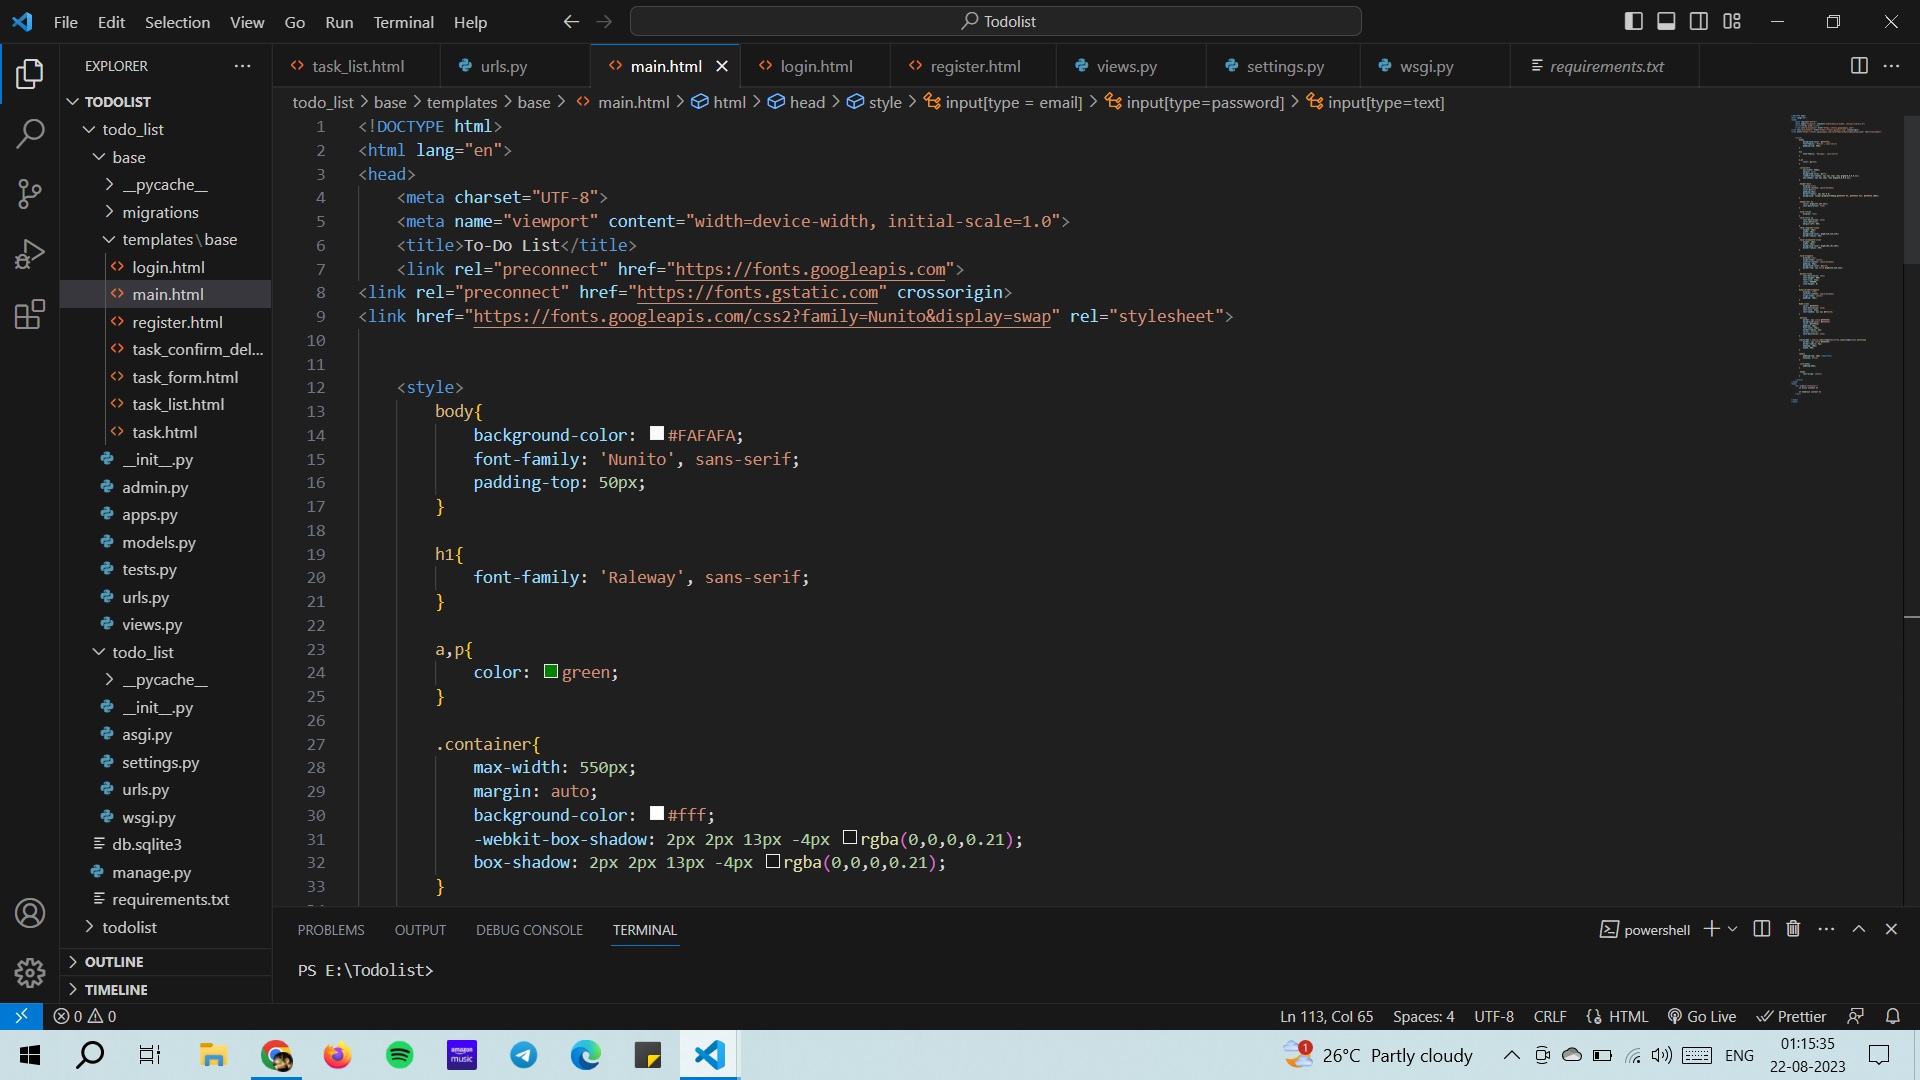 File Edit Selection View Go Run Terminal Help
Todolist
EXPLORER
TODOLIST
todo_list
base
__pycache__
migrations
templates\base
login.html
main.html
register.html
task_confirm_del...
task_form.html
task_list.html
task.html
__init__.py
admin.py
apps.py
models.py
tests.py
urls.py
views.py
todo_list
__pycache__
__init__.py
asgi.py
settings.py
urls.py
wsgi.py
db.sqlite3
manage.py
requirements.txt
todolist
OUTLINE
TIMELINE
task_list.html urls.py main.html login.html register.html views.py settings.py wsgi.py requirements.txt
todo_list > base > templates > base > main.html > html > head > style > input[type = email] > input[type=password] > input[type=text]
1 <!DOCTYPE html>
2 <html lang="en">
3 <head>
4 <meta charset="UTF-8">
5 <meta name="viewport" content="width=device-width, initial-scale=1.0">
6 <title>To-Do List</title>
7 <link rel="preconnect" href="https://fonts.googleapis.com">
8 <link rel="preconnect" href="https://fonts.gstatic.com" crossorigin>
9 <link href="https://fonts.googleapis.com/css2?family=Nunito&display=swap" rel="stylesheet">
10
11
12 <style>
13 body{
14 background-color: #FAFAFA;
15 font-family: 'Nunito', sans-serif;
16 padding-top: 50px;
17 }
18
19 h1{
20 font-family: 'Raleway', sans-serif;
21 }
22
23 a,p{
24 color: green;
25 }
26
27 .container{
28 max-width: 550px;
29 margin: auto;
30 background-color: #fff;
31 -webkit-box-shadow: 2px 2px 13px -4px rgba(0,0,0,0.21);
32 box-shadow: 2px 2px 13px -4px rgba(0,0,0,0.21);
33 }
PROBLEMS OUTPUT DEBUG CONSOLE TERMINAL
powershell
PS E:\Todolist>
0 0
Ln 113, Col 65 Spaces: 4 UTF-8 CRLF HTML Go Live Prettier
amazon music
1
26°C Partly cloudy
ENG
01:15:35
22-08-2023